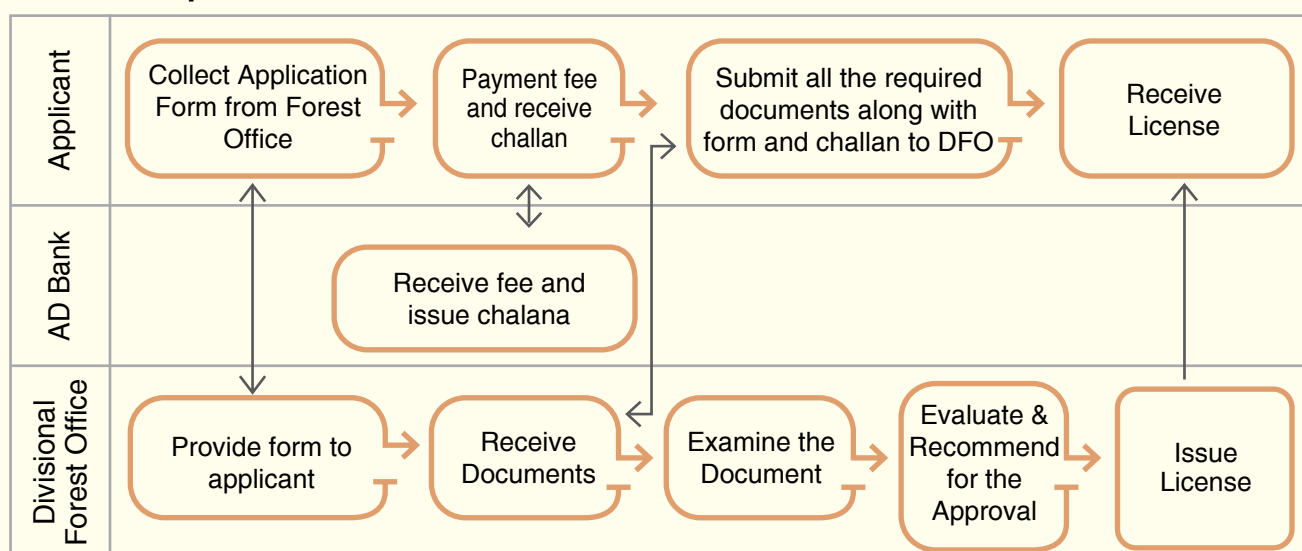 Applicant
Collect Application
Form from Forest
Office
Payment fee
and receive
challan
Submit all the required
documents along with
form and challan to DFO
Receive
License
AD Bank
Receive fee and
issue chalana
Divisional
Forest Office
Provide form to
applicant
Receive
Documents
Examine the
Document
Evaluate &
Recommend
for the
Approval
Issue
License